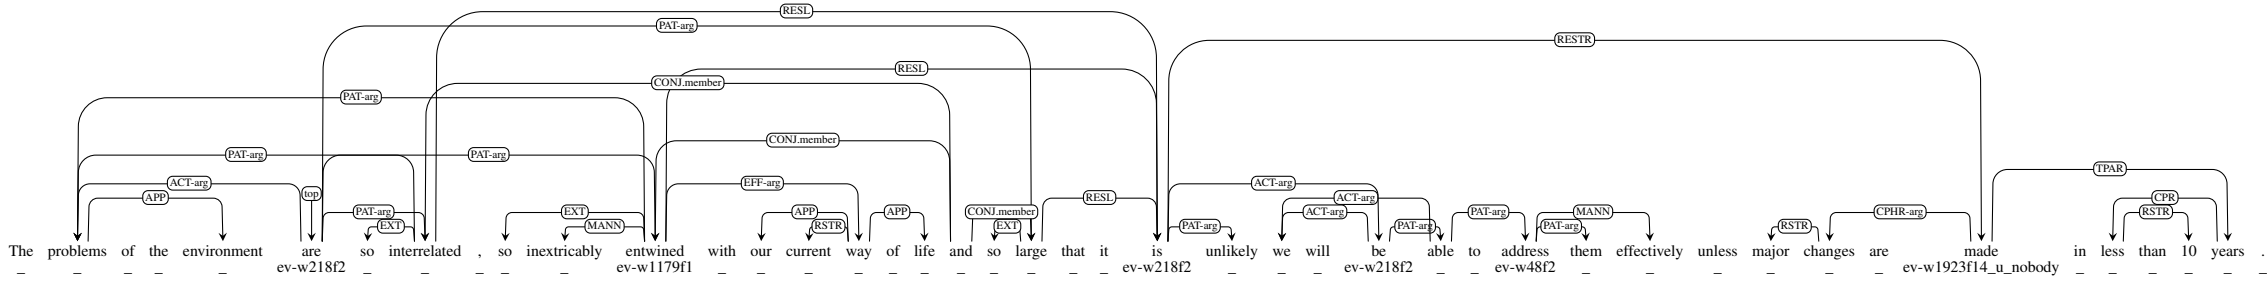 RESL
PAT-arg
RESTR
RESL
CONJ.member
PAT-arg
CONJ.member
PAT-arg PAT-arg
TPAR
ACT-arg EFF-arg ACT-arg
top
APP RESL ACT-arg CPR
PAT-arg EXT APP APP CONJ.member ACT-arg PAT-arg MANN CPHR-arg RSTR
EXT MANN RSTR EXT PAT-arg PAT-arg PAT-arg RSTR
The problems of the environment are so interrelated , so inextricably entwined with our current way of life and so large that it is unlikely we will be able to address them effectively unless major changes are made in less than 10 years .
_ _ _ _ _ ev-w218f2 _ _ _ _ _ ev-w1179f1 _ _ _ _ _ _ _ _ _ _ _ ev-w218f2 _ _ _ ev-w218f2 _ _ ev-w48f2 _ _ _ _ _ _ ev-w1923f14_u_nobody _ _ _ _ _ _